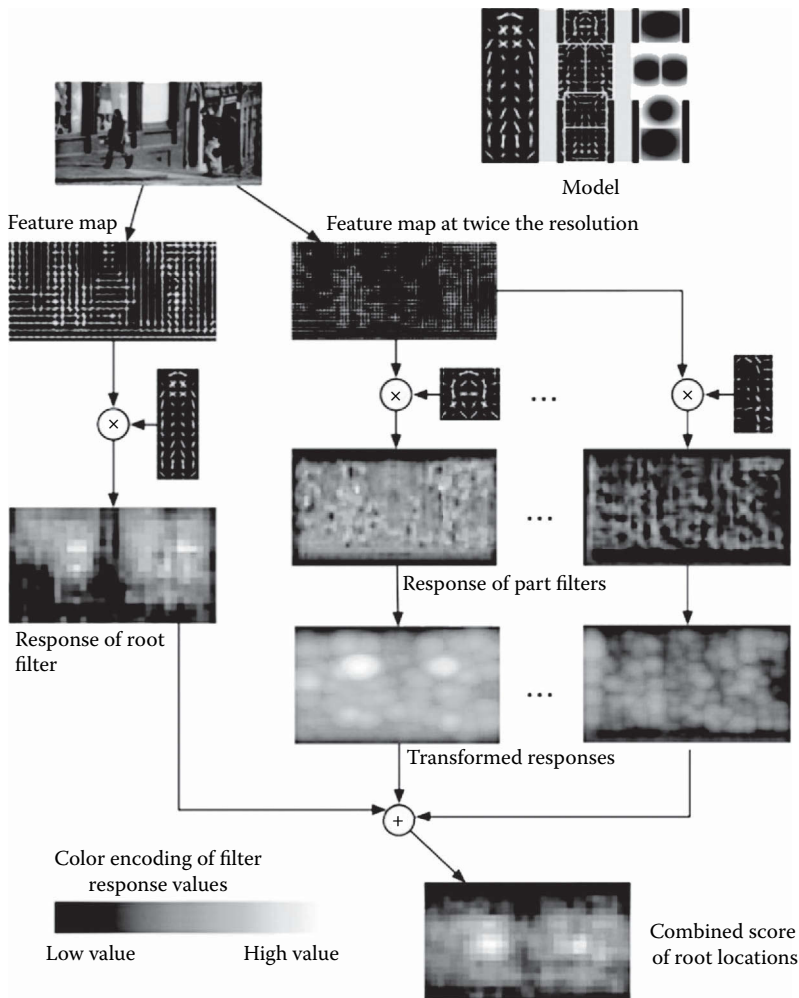 Model
Feature map
Feature map at twice the resolution
×
×
...
×
...
Response of part filters
Response of root
filter
...
Transformed responses
+
Color encoding of filter
response values
Low value
High value
Combined score
of root locations